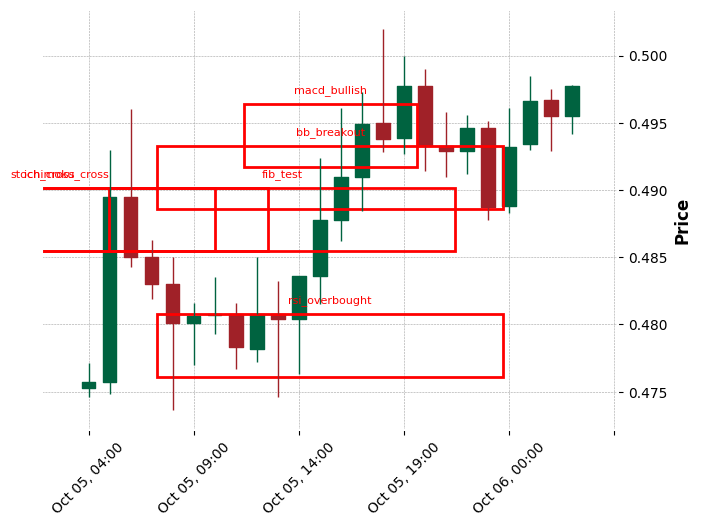 0.500
macd_bullish
0.495
bb_breakout
0.490
fib_test
0.485
rsi_overbought
0.480
0.475
Price
Oct 05, 04:00
Oct 05, 09:00
Oct 05, 14:00
Oct 05, 19:00
Oct 06, 00:00